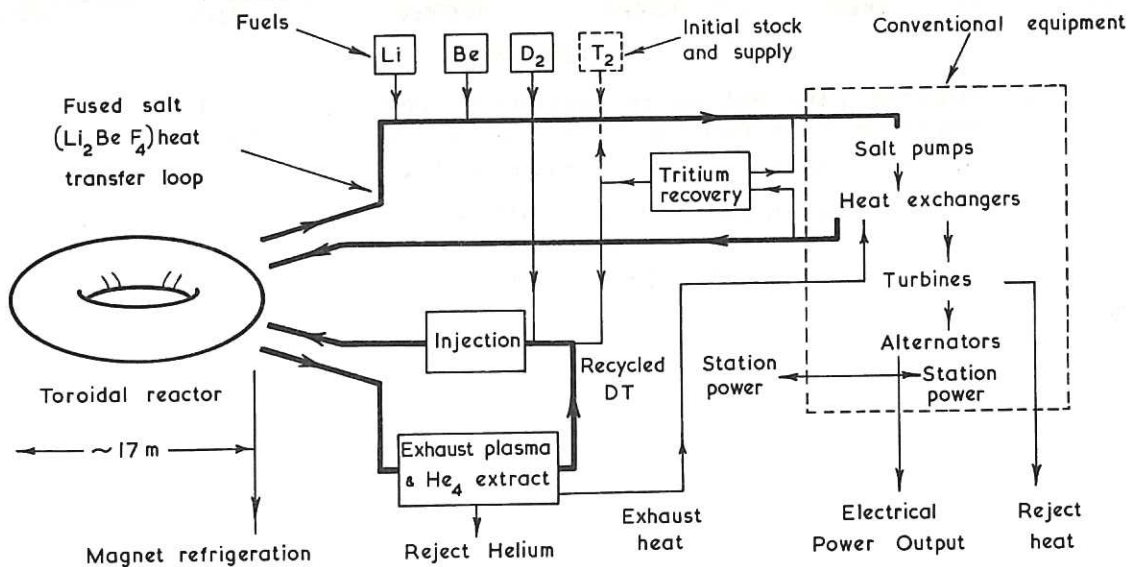 Fuels
Li
Be
D2
T2
Initial stock
and supply
Conventional equipment
Fused salt
(Li2Be F4) heat
transfer loop
Salt pumps
Tritium
recovery
Heat exchangers
Turbines
Injection
Alternators
Recycled
DT
Station
power
Station
power
Toroidal reactor
~ 17 m
Exhaust plasma
& He4 extract
Exhaust
heat
Electrical
Power Output
Reject
heat
Magnet refrigeration
Reject Helium